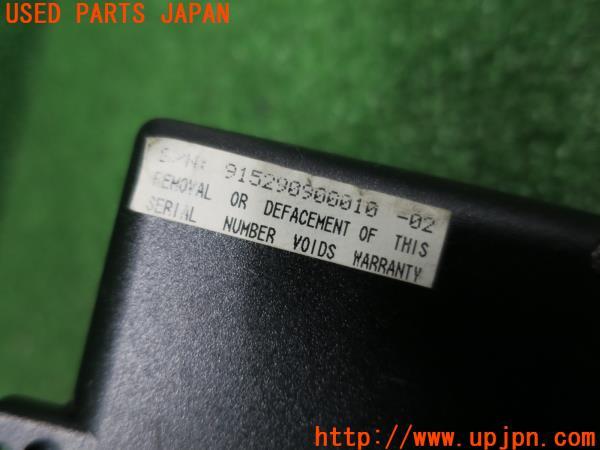 USED PARTS JAPAN
S/N: 915290900010 -02
REMOVAL OR DEFACEMENT OF THIS
SERIAL NUMBER VOIDS WARRANTY
http://www.upjpn.com